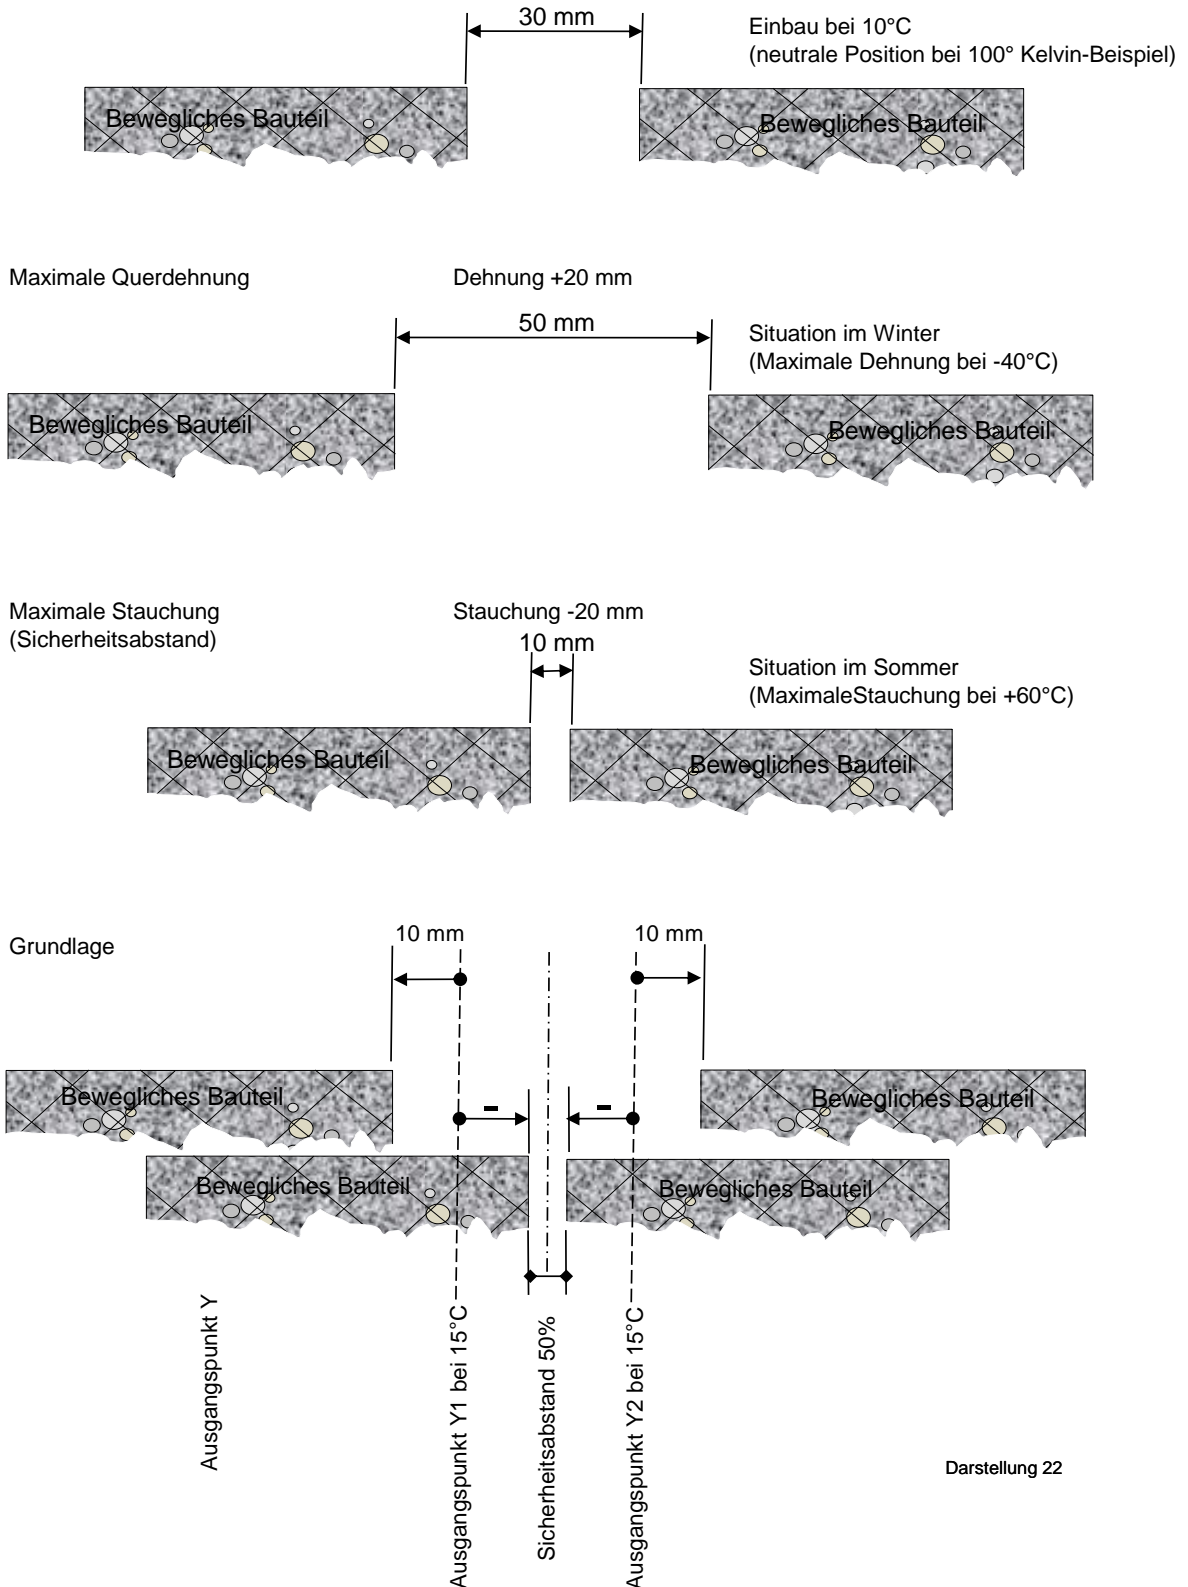 30 mm
Einbau bei 10°C
(neutrale Position bei 100° Kelvin-Beispiel)
Bewegliches Bauteil
Bewegliches Bauteil
Maximale Querdehnung
Dehnung +20 mm
50 mm
Situation im Winter
(Maximale Dehnung bei -40°C)
Bewegliches Bauteil
Bewegliches Bauteil
Maximale Stauchung
(Sicherheitsabstand)
Stauchung -20 mm
10 mm
Situation im Sommer
(MaximaleStauchung bei +60°C)
Bewegliches Bauteil
Bewegliches Bauteil
Grundlage
10 mm
10 mm
Bewegliches Bauteil
Bewegliches Bauteil
-
-
Bewegliches Bauteil
Bewegliches Bauteil
Ausgangspunkt Y
Ausgangspunkt Y1 bei 15°C
Sicherheitsabstand 50%
Ausgangspunkt Y2 bei 15°C
Darstellung 22